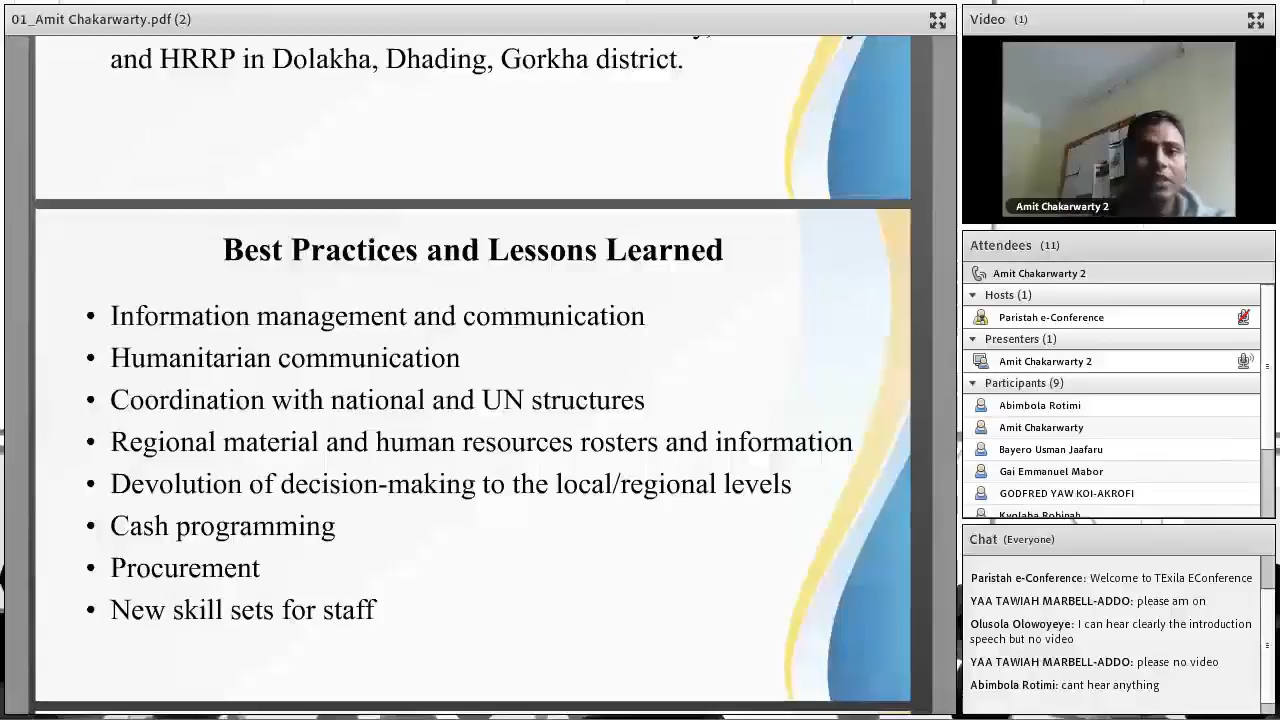 01_Amit Chakarwarty.pdf (2)
and HRRP in Dolakha, Dhading, Gorkha district.
Best Practices and Lessons Learned
• Information management and communication
• Humanitarian communication
• Coordination with national and UN structures
• Regional material and human resources rosters and information
• Devolution of decision-making to the local/regional levels
• Cash programming
• Procurement
• New skill sets for staff
Video (1)
Amit Chakarwarty 2
Attendees (11)
Amit Chakarwarty 2
Hosts (1)
Paristah e-Conference
Presenters (1)
Amit Chakarwarty 2
Participants (9)
Abimbola Rotimi
Amit Chakarwarty
Bayero Usman Jaafaru
Gai Emmanuel Mabor
GODFRED YAW KOI-AKROFI
Chat (Everyone)
Paristah e-Conference: Welcome to TExila EConference
YAA TAWIAH MARBELL-ADDO: please am on
Olusola Olowoyeye: I can hear clearly the introduction
speech but no video
YAA TAWIAH MARBELL-ADDO: please no video
Abimbola Rotimi: cant hear anything